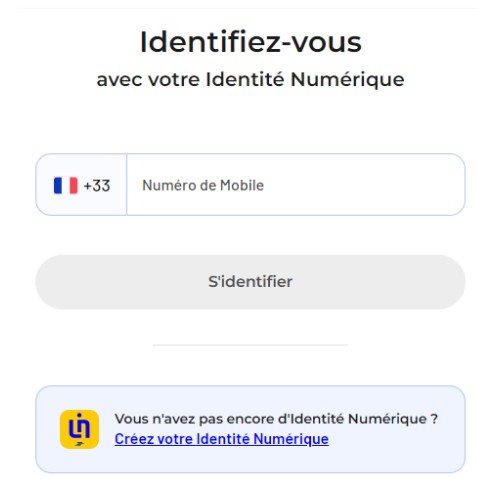 Identifiez-vous
avec votre Identité Numérique
+33 Numéro de Mobile
S'identifier
Vous n'avez pas encore d'Identité Numérique ?
Créez votre Identité Numérique